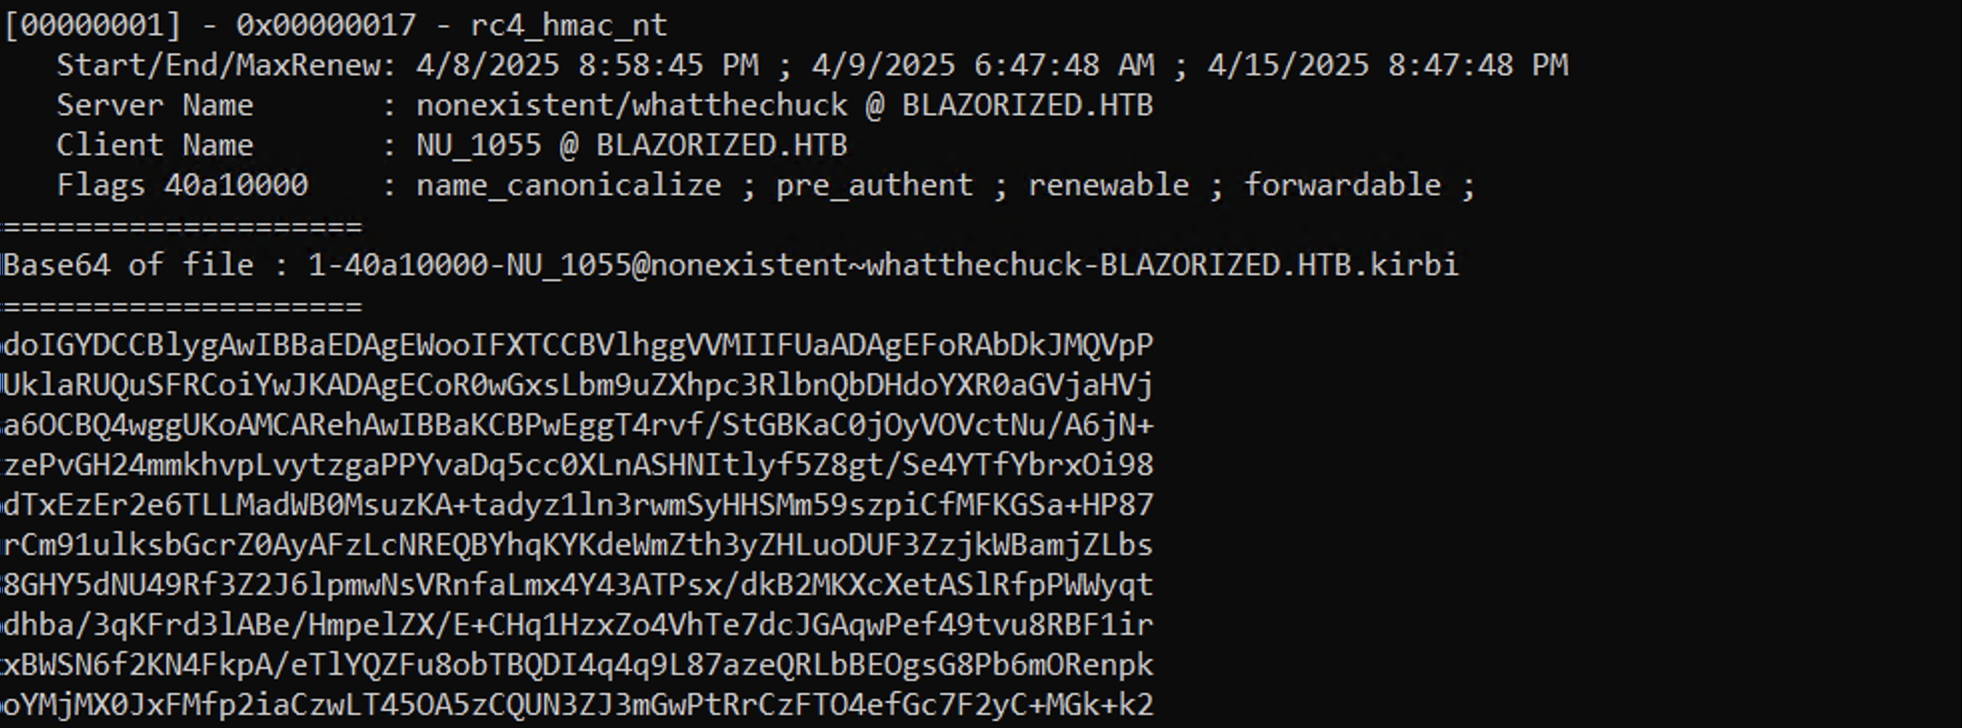 [00000001] - 0x00000017 - rc4_hmac_nt
Start/End/MaxRenew: 4/8/2025 8:58:45 PM ; 4/9/2025 6:47:48 AM ; 4/15/2025 8:47:48 PM
Server Name       : nonexistent/whatthechuck @ BLAZORIZED.HTB
Client Name       : NU_1055 @ BLAZORIZED.HTB
Flags 40a10000    : name_canonicalize ; pre_authent ; renewable ; forwardable ;
====================
Base64 of file : 1-40a10000-NU_1055@nonexistent~whatthechuck-BLAZORIZED.HTB.kirbi
====================
doIGYDCCBlygAwIBBaEDAgEWooIFXTCCBVlhggVVMIIFUaADAgEFoRAbDkJMQVpP
UklaRUQuSFRCoiYwJKADAgECoR0wGxsLbm9uZXhpc3RlbnQbDHdoYXR0aGVjaHVj
a6OCBQ4wggUKoAMCARehAwIBBaKCBPwEggT4rvf/StGBKaC0jOyVOVctNu/A6jN+
zePvGH24mmkhvpLvytzgaPPYvaDq5cc0XLnASHNItlyf5Z8gt/Se4YTfYbrxOi98
dTxEzEr2e6TLLMadWB0MsuzKA+tadyz1ln3rwmSyHHSMm59szpiCfMFKGSa+HP87
rCm91ulksbGcrZ0AyAFzLcNREQBYhqKYKdeWmZth3yZHLuoDUF3ZzjkWBamjZLbs
8GHY5dNU49Rf3Z2J6lpmwNsVRnfaLmx4Y43ATPsx/dkB2MKXcXetASlRfpPWWyqt
dhba/3qKFrd3lABe/HmpelZX/E+CHq1HzxZo4VhTe7dcJGAqwPef49tvu8RBF1ir
xBWSN6f2KN4FkpA/eTlYQZFu8obTBQDI4q4q9L87azeQRLbBEOgsG8Pb6mORenpk
oYMjMX0JxFMfp2iaCzwLT45OA5zCQUN3ZJ3mGwPtRrCzFTO4efGc7F2yC+MGk+k2